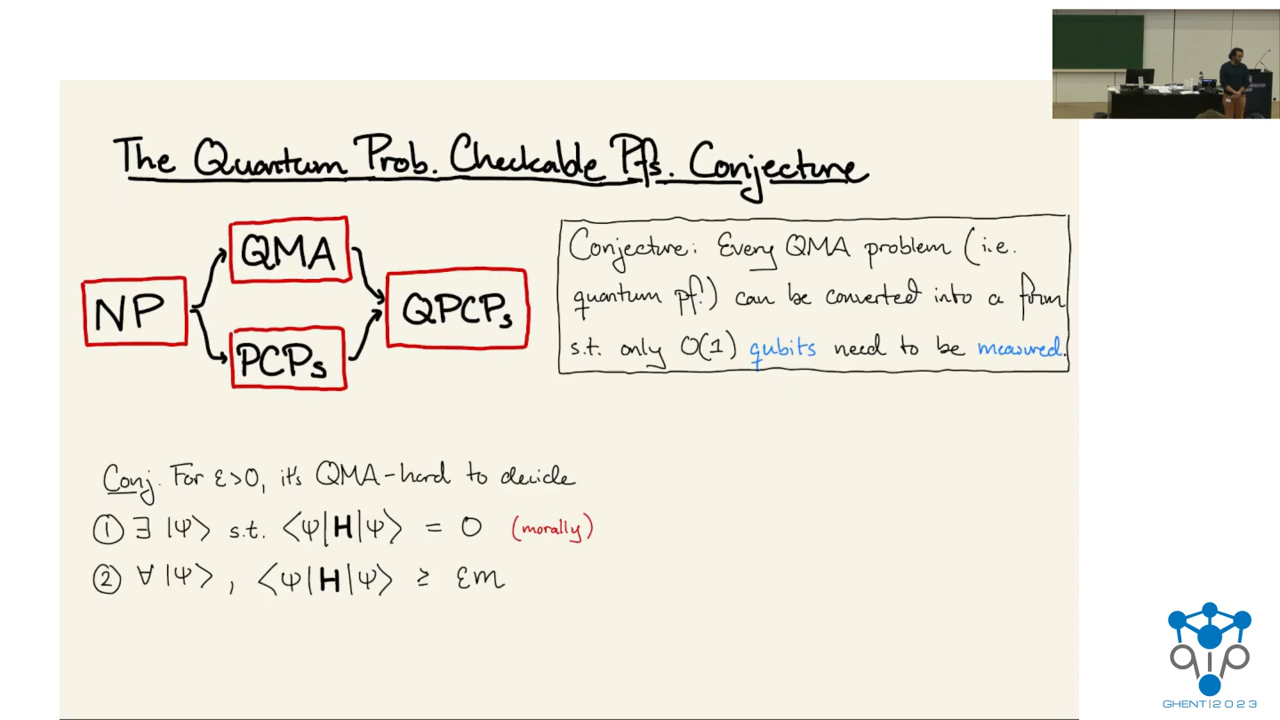 The Quantum Prob. Checkable Pfs. Conjecture
NP
QMA
PCPs
QPCPs
Conjecture: Every QMA problem (i.e.
quantum pf.) can be converted into a form
s.t. only O(1) qubits need to be measured.
Conj. For ε>0, it's QMA-hard to decide
① ∃ |Ψ⟩ s.t. ⟨Ψ|H|Ψ⟩ = 0 (morally)
② ∀ |Ψ⟩, ⟨Ψ|H|Ψ⟩ ≥ εm
qip
GHENT|2023